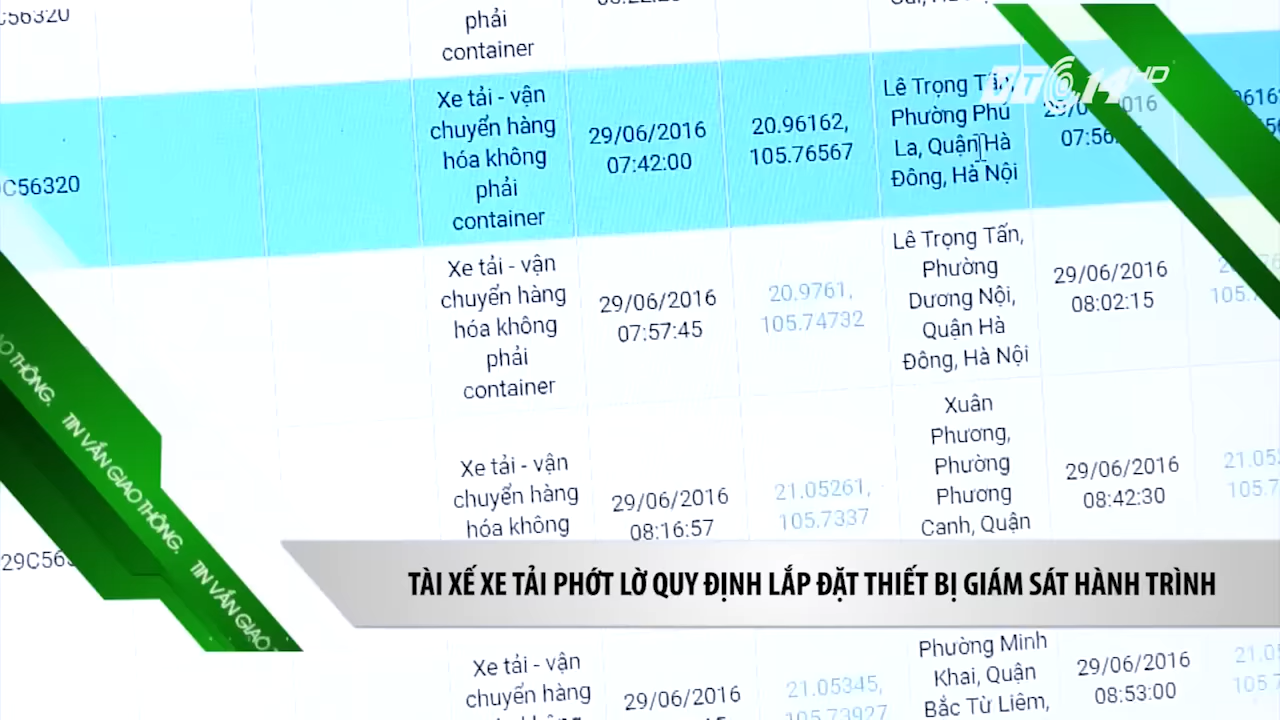 phải
container
VTC14HD
Xe tải - vận
chuyển hàng
hóa không
phải
container
29/06/2016
07:42:00
20.96162,
105.76567
Lê Trọng Tấn,
Phường Phú
La, Quận Hà
Đông, Hà Nội
C56320
Xe tải - vận
chuyển hàng
hóa không
phải
container
29/06/2016
07:57:45
20.9761,
105.74732
Lê Trọng Tấn,
Phường
Dương Nội,
Quận Hà
Đông, Hà Nội
29/06/2016
08:02:15
Xe tải - vận
chuyển hàng
hóa không
29/06/2016
08:16:57
21.05261,
105.7337
Xuân
Phương,
Phường
Phương
Canh, Quận
29/06/2016
08:42:30
TIN VẮN GIAO THÔNG.
TÀI XẾ XE TẢI PHỚT LỜ QUY ĐỊNH LẮP ĐẶT THIẾT BỊ GIÁM SÁT HÀNH TRÌNH
Xe tải - vận
chuyển hàng
29/06/2016
21.05345,
105.73927
Phường Minh
Khai, Quận
Bắc Từ Liêm,
29/06/2016
08:53:00